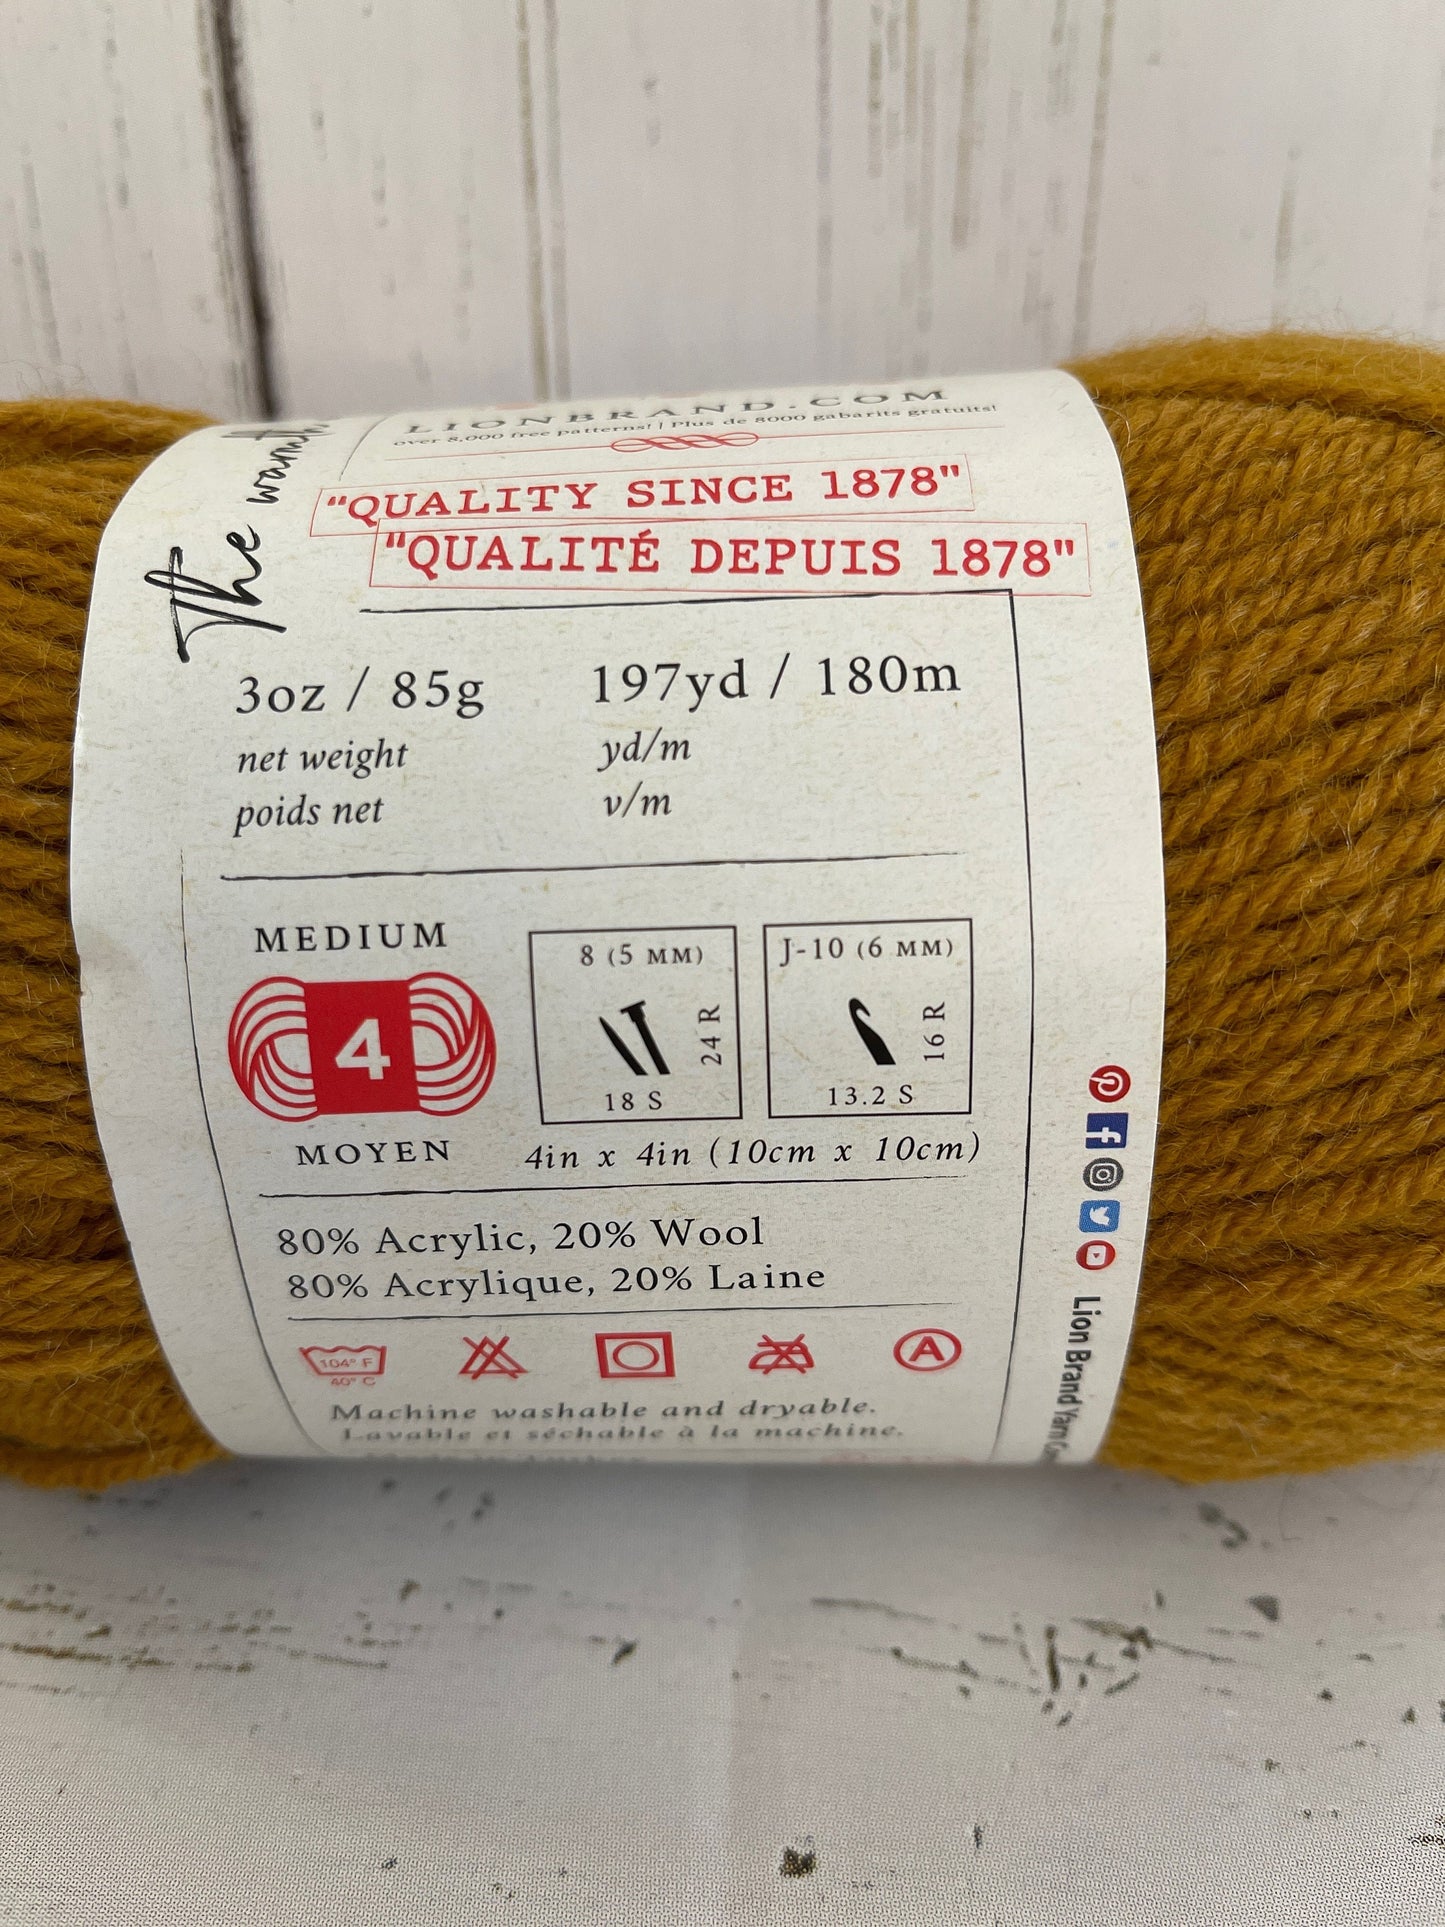 LIONBRAND.COM
over 8,000 free patterns! | Plus de 8000 gabarits gratuits!
"QUALITY SINCE 1878"
"QUALITÉ DEPUIS 1878"
The warmth
3oz / 85g 197yd / 180m
net weight yd/m
poids net v/m
MEDIUM
4
MOYEN
8 (5 MM)
24 R
18 S
J-10 (6 MM)
16 R
13.2 S
4in x 4in (10cm x 10cm)
80% Acrylic, 20% Wool
80% Acrylique, 20% Laine
104° F
40° C
A
Machine washable and dryable.
Lavable et séchable à la machine.
Lion Brand Yarn